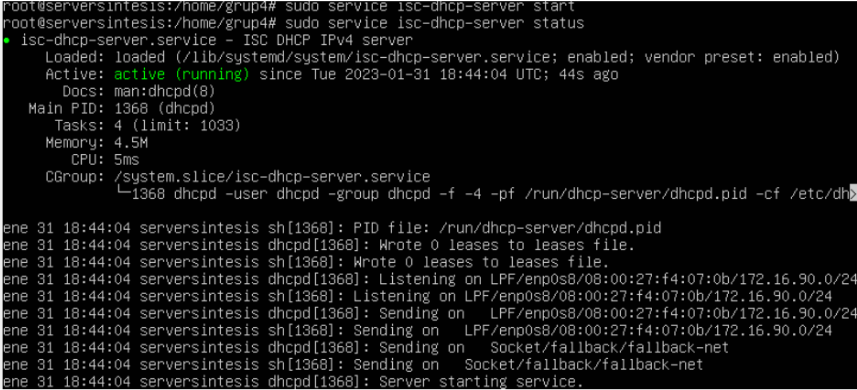 root@serversintesis:/home/grup4# sudo service isc-dhcp-server start
root@serversintesis:/home/grup4# sudo service isc-dhcp-server status
● isc-dhcp-server.service - ISC DHCP IPv4 server
Loaded: loaded (/lib/systemd/system/isc-dhcp-server.service; enabled; vendor preset: enabled)
Active: active (running) since Tue 2023-01-31 18:44:04 UTC; 44s ago
Docs: man:dhcpd(8)
Main PID: 1368 (dhcpd)
Tasks: 4 (limit: 1033)
Memory: 4.5M
CPU: 5ms
CGroup: /system.slice/isc-dhcp-server.service
└─1368 dhcpd -user dhcpd -group dhcpd -f -4 -pf /run/dhcp-server/dhcpd.pid -cf /etc/dh>
ene 31 18:44:04 serversintesis sh[1368]: PID file: /run/dhcp-server/dhcpd.pid
ene 31 18:44:04 serversintesis dhcpd[1368]: Wrote 0 leases to leases file.
ene 31 18:44:04 serversintesis sh[1368]: Wrote 0 leases to leases file.
ene 31 18:44:04 serversintesis dhcpd[1368]: Listening on LPF/enp0s8/08:00:27:f4:07:0b/172.16.90.0/24
ene 31 18:44:04 serversintesis sh[1368]: Listening on LPF/enp0s8/08:00:27:f4:07:0b/172.16.90.0/24
ene 31 18:44:04 serversintesis dhcpd[1368]: Sending on   LPF/enp0s8/08:00:27:f4:07:0b/172.16.90.0/24
ene 31 18:44:04 serversintesis sh[1368]: Sending on   LPF/enp0s8/08:00:27:f4:07:0b/172.16.90.0/24
ene 31 18:44:04 serversintesis dhcpd[1368]: Sending on   Socket/fallback/fallback-net
ene 31 18:44:04 serversintesis sh[1368]: Sending on   Socket/fallback/fallback-net
ene 31 18:44:04 serversintesis dhcpd[1368]: Server starting service.